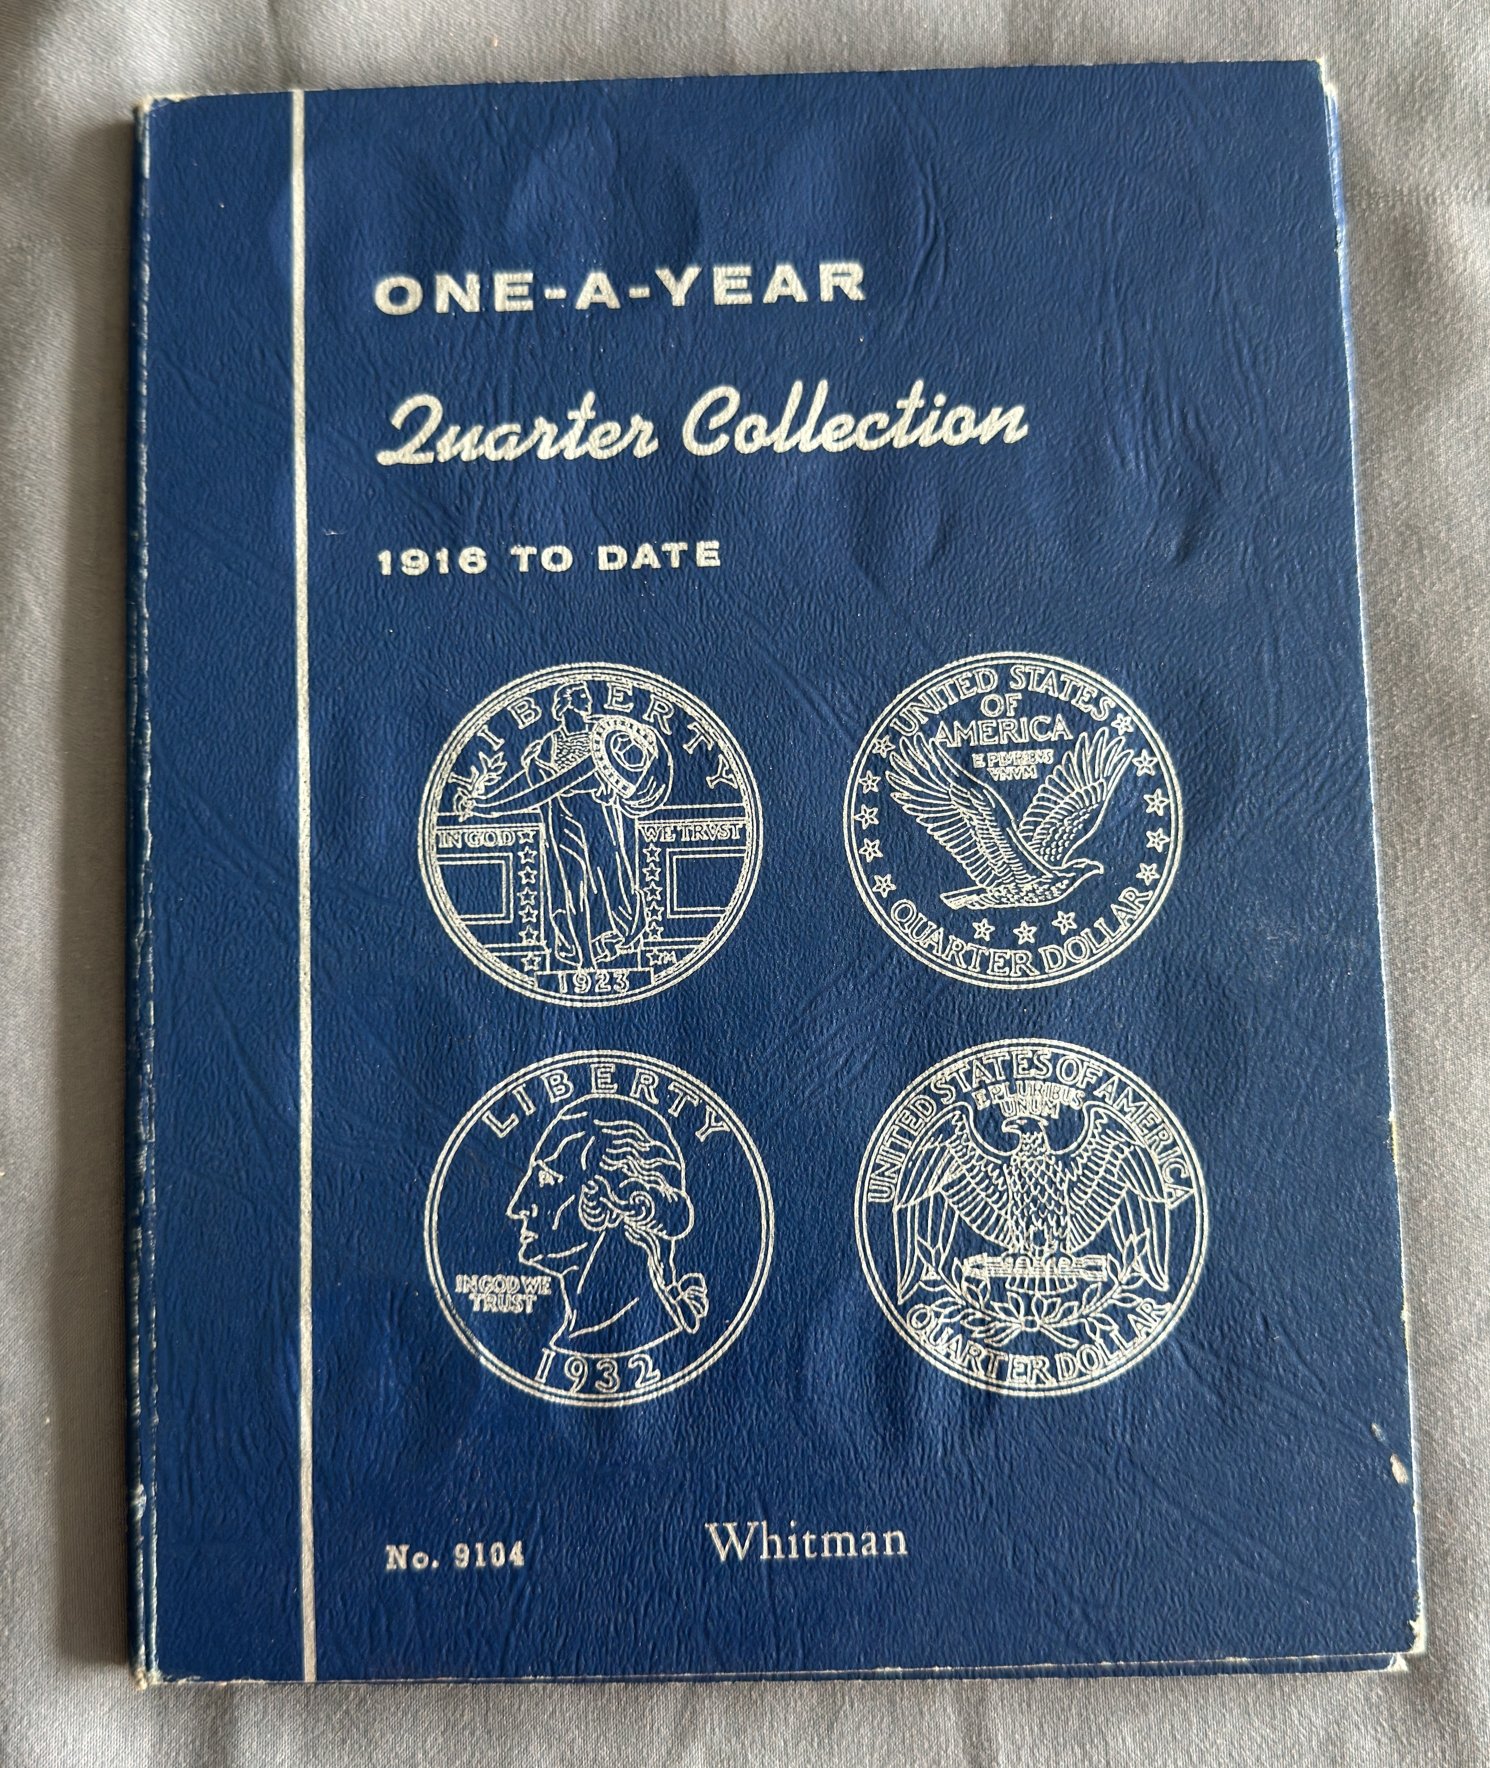 ONE-A-YEAR
Quarter Collection
1916 TO DATE
LIBERTY
IN GOD WE TRVST
1923
UNITED STATES
OF
AMERICA
E PLURIBUS
UNUM
QUARTER DOLLAR
LIBERTY
IN GOD WE
TRUST
1932
UNITED STATES OF AMERICA
E PLURIBUS
UNUM
QUARTER DOLLAR
No. 9104
Whitman